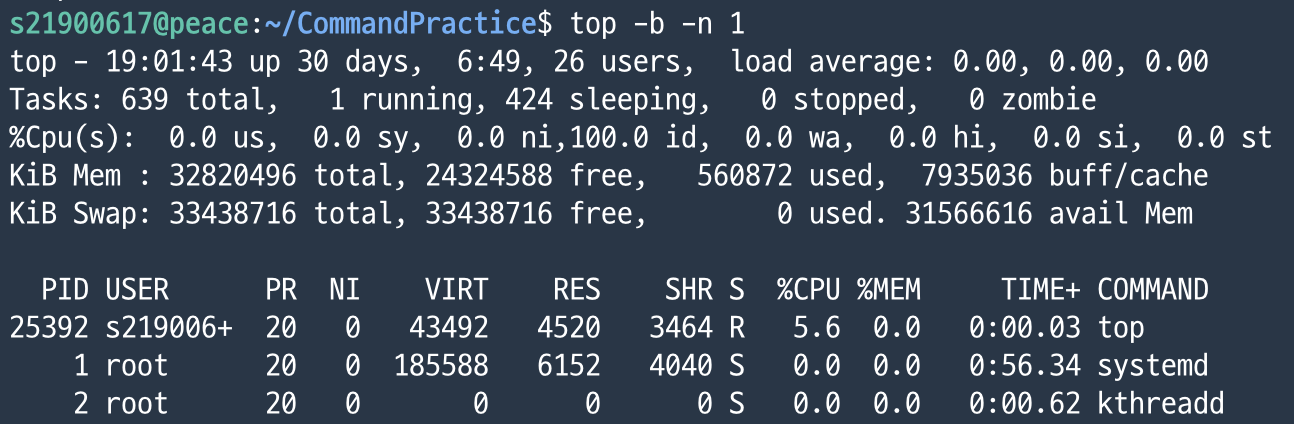 s21900617@peace:~/CommandPractice$ top -b -n 1
top - 19:01:43 up 30 days,  6:49, 26 users,  load average: 0.00, 0.00, 0.00
Tasks: 639 total,   1 running, 424 sleeping,   0 stopped,   0 zombie
%Cpu(s):  0.0 us,  0.0 sy,  0.0 ni,100.0 id,  0.0 wa,  0.0 hi,  0.0 si,  0.0 st
KiB Mem : 32820496 total, 24324588 free,   560872 used,  7935036 buff/cache
KiB Swap: 33438716 total, 33438716 free,        0 used. 31566616 avail Mem
  PID USER      PR  NI    VIRT    RES    SHR S  %CPU %MEM     TIME+ COMMAND
25392 s219006+  20   0   43492   4520   3464 R   5.6  0.0   0:00.03 top
    1 root      20   0  185588   6152   4040 S   0.0  0.0   0:56.34 systemd
    2 root      20   0       0      0      0 S   0.0  0.0   0:00.62 kthreadd